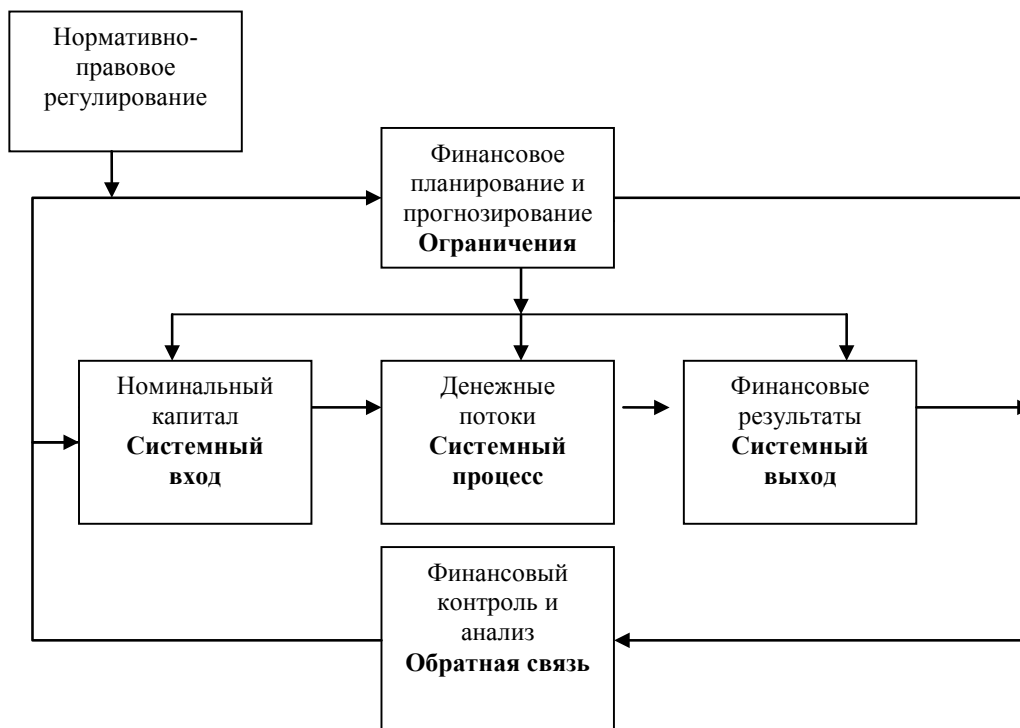 Нормативно-
правовое
регулирование
Финансовое
планирование и
прогнозирование
Ограничения
Номинальный
капитал
Системный
вход
Денежные
потоки
Системный
процесс
Финансовые
результаты
Системный
выход
Финансовый
контроль и
анализ
Обратная связь